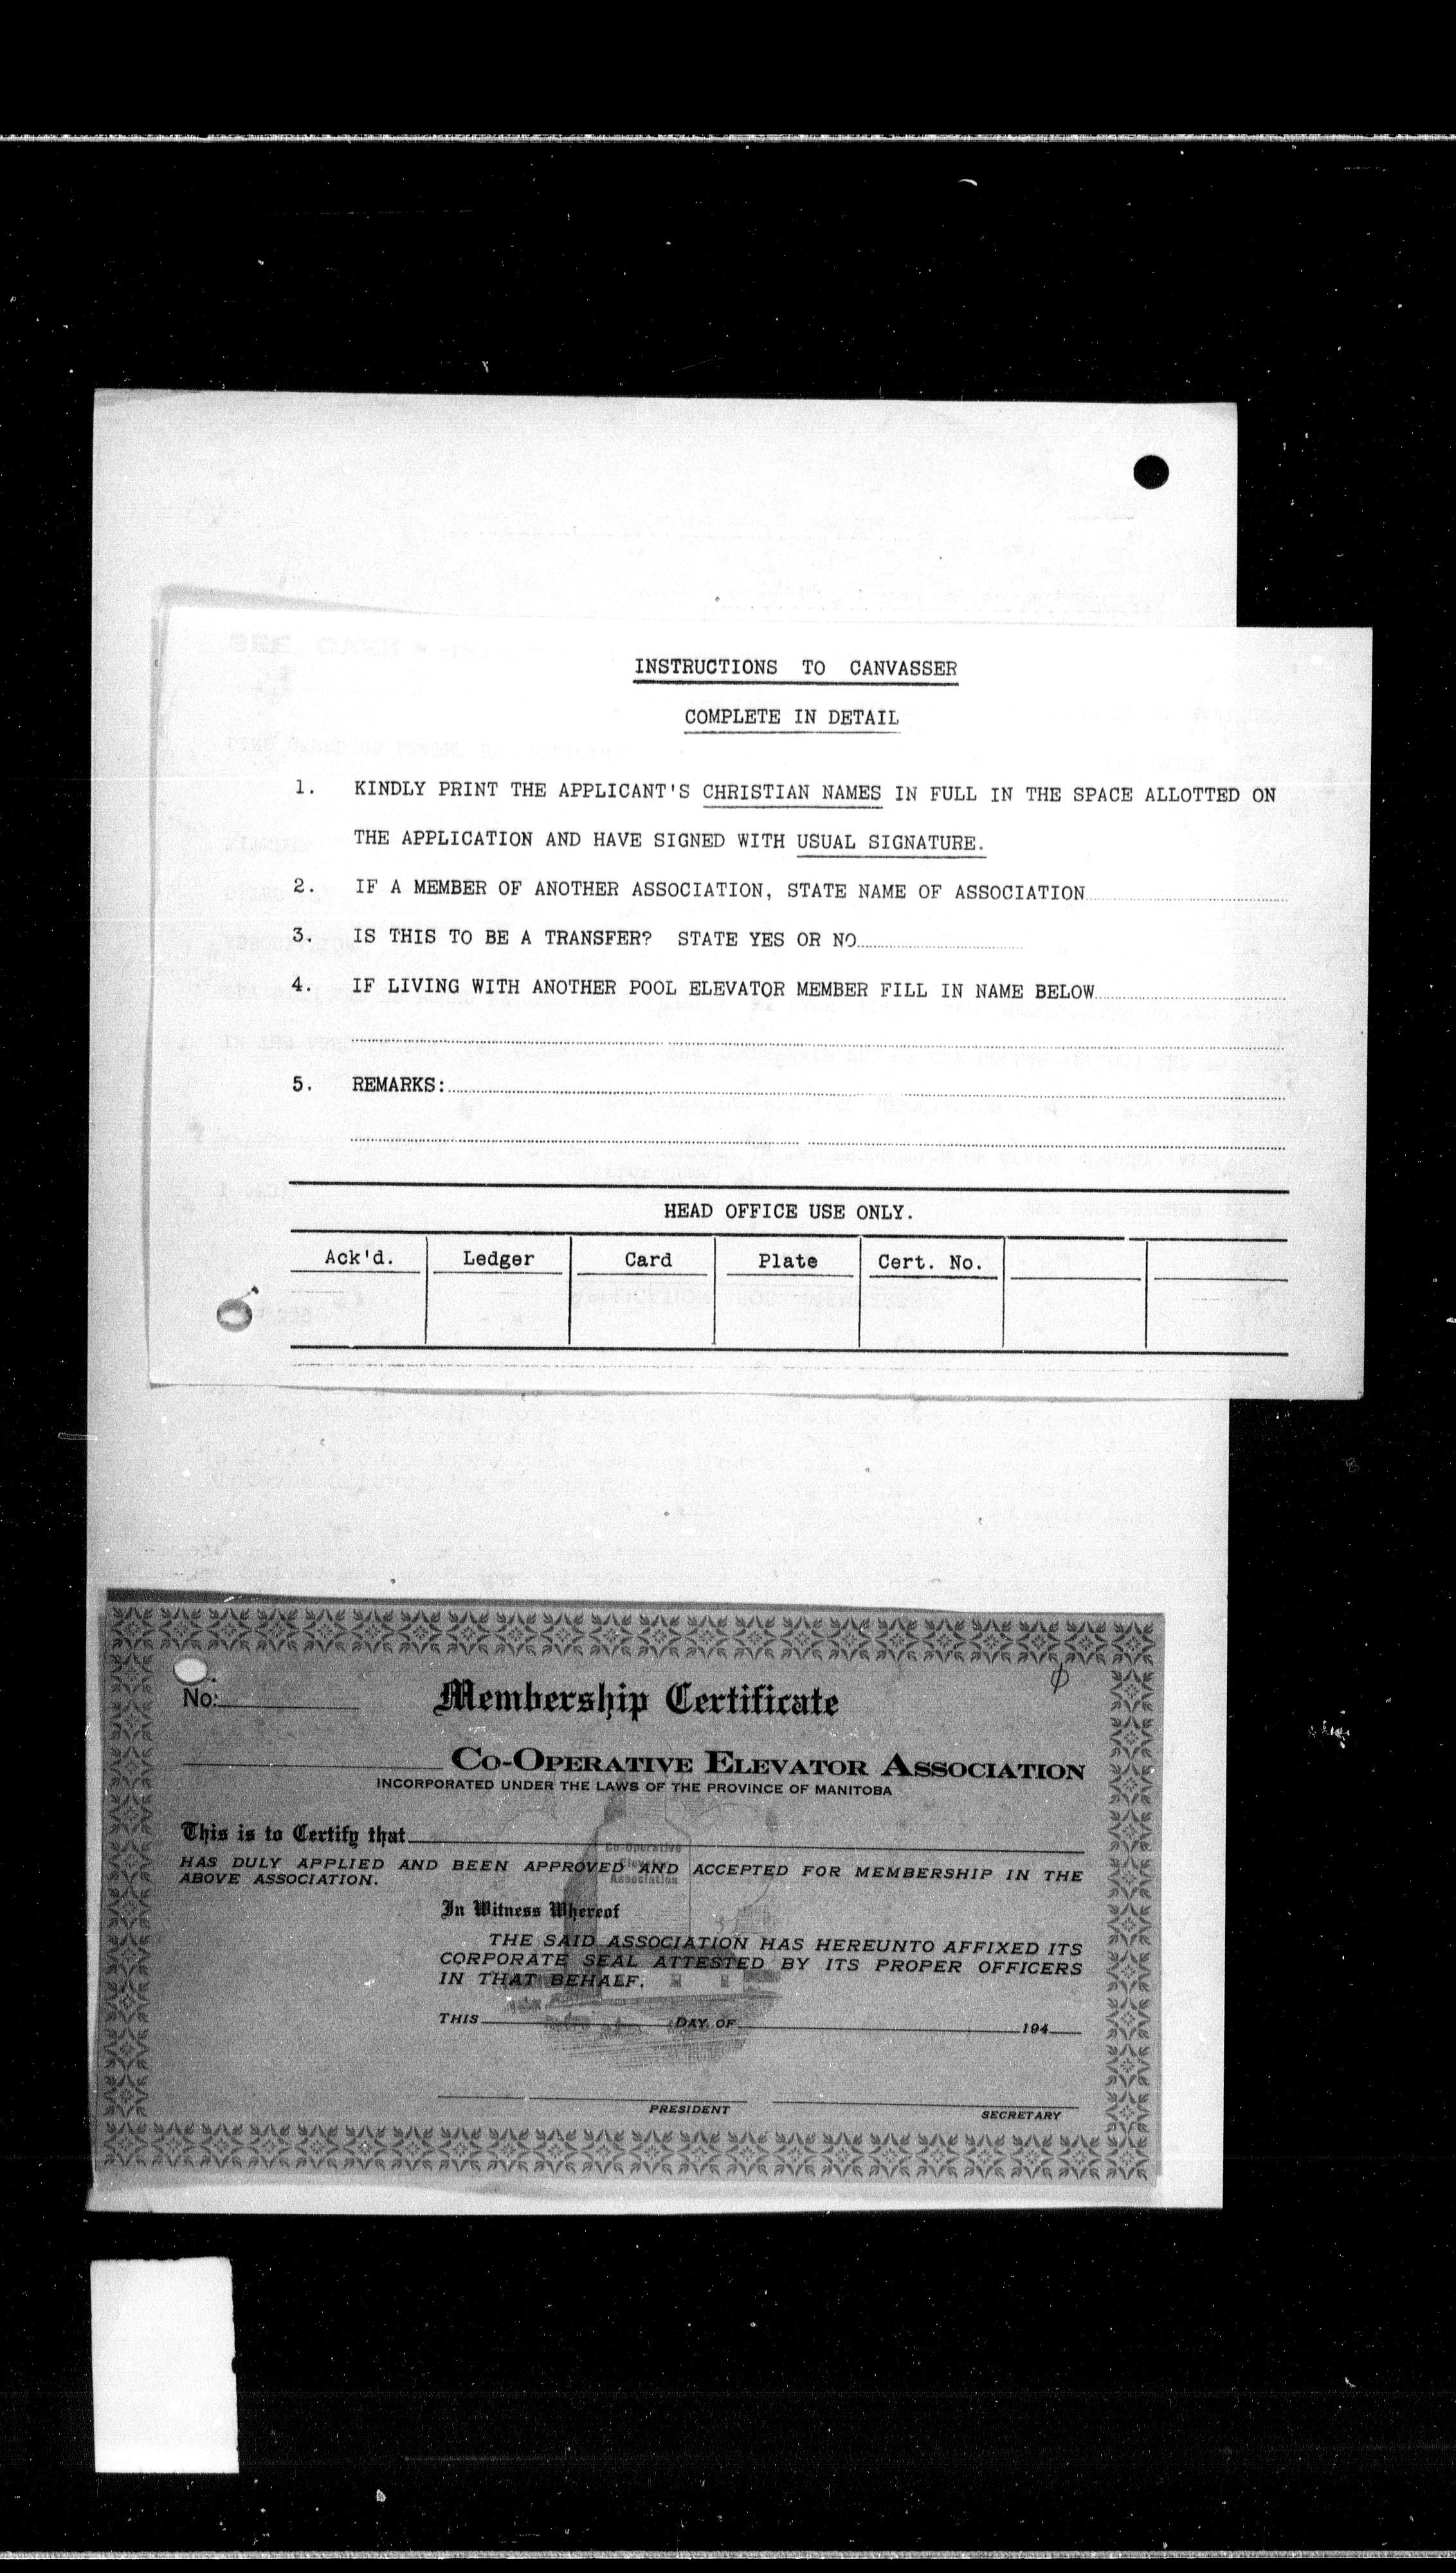 INSTRUCTIONS TO CANVASSER
COMPLETE IN DETAIL
1. KINDLY PRINT THE APPLICANT'S CHRISTIAN NAMES IN FULL IN THE SPACE ALLOTTED ON
THE APPLICATION AND HAVE SIGNED WITH USUAL SIGNATURE.
2. IF A MEMBER OF ANOTHER ASSOCIATION, STATE NAME OF ASSOCIATION
3. IS THIS TO BE A TRANSFER? STATE YES OR NO
4. IF LIVING WITH ANOTHER POOL ELEVATOR MEMBER FILL IN NAME BELOW
5. REMARKS:
HEAD OFFICE USE ONLY.
Ack'd. Ledger Card Plate Cert. No.
No.
Membership Certificate
CO-OPERATIVE ELEVATOR ASSOCIATION
INCORPORATED UNDER THE LAWS OF THE PROVINCE OF MANITOBA
This is to Certify that
Co-Operative
Elevator
Association
HAS DULY APPLIED AND BEEN APPROVED AND ACCEPTED FOR MEMBERSHIP IN THE
ABOVE ASSOCIATION.
In Witness Whereof
THE SAID ASSOCIATION HAS HEREUNTO AFFIXED ITS
CORPORATE SEAL ATTESTED BY ITS PROPER OFFICERS
IN THAT BEHALF.
THIS DAY OF 194
PRESIDENT SECRETARY